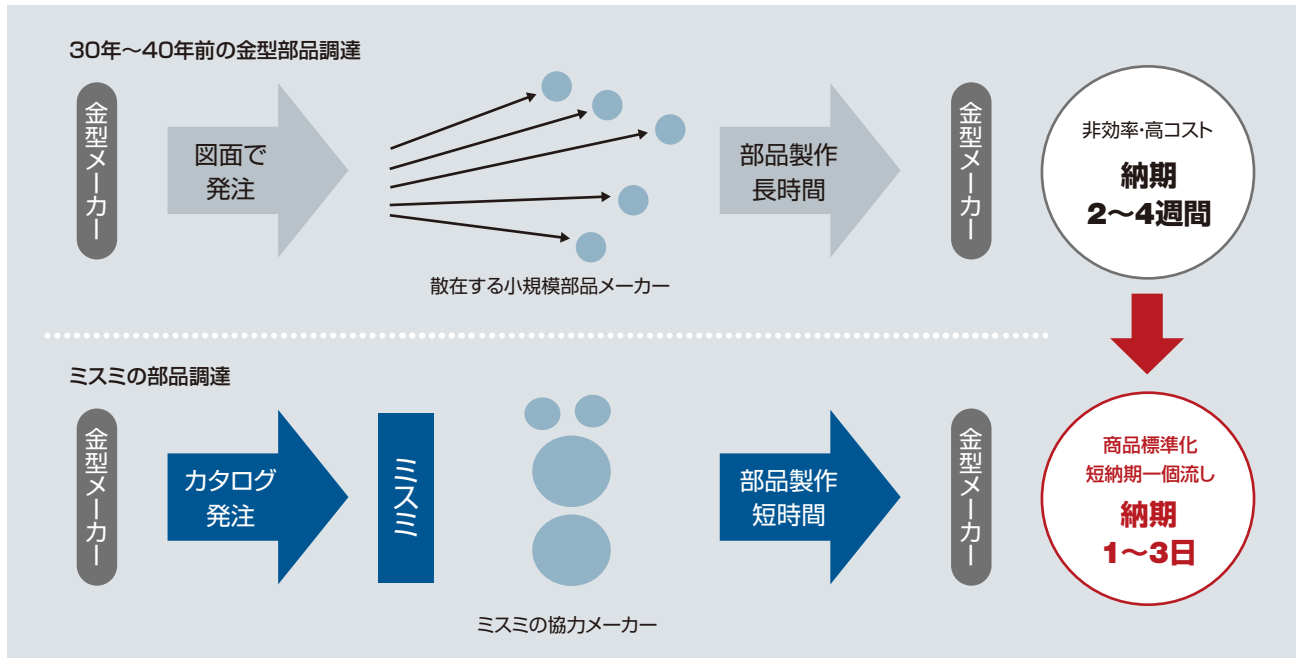 30年〜40年前の金型部品調達
金型メーカー
図面で
発注
散在する小規模部品メーカー
部品製作
長時間
金型メーカー
非効率・高コスト
納期
2〜4週間
ミスミの部品調達
金型メーカー
カタログ
発注
ミスミ
ミスミの協力メーカー
部品製作
短時間
金型メーカー
商品標準化
短納期一個流し
納期
1〜3日